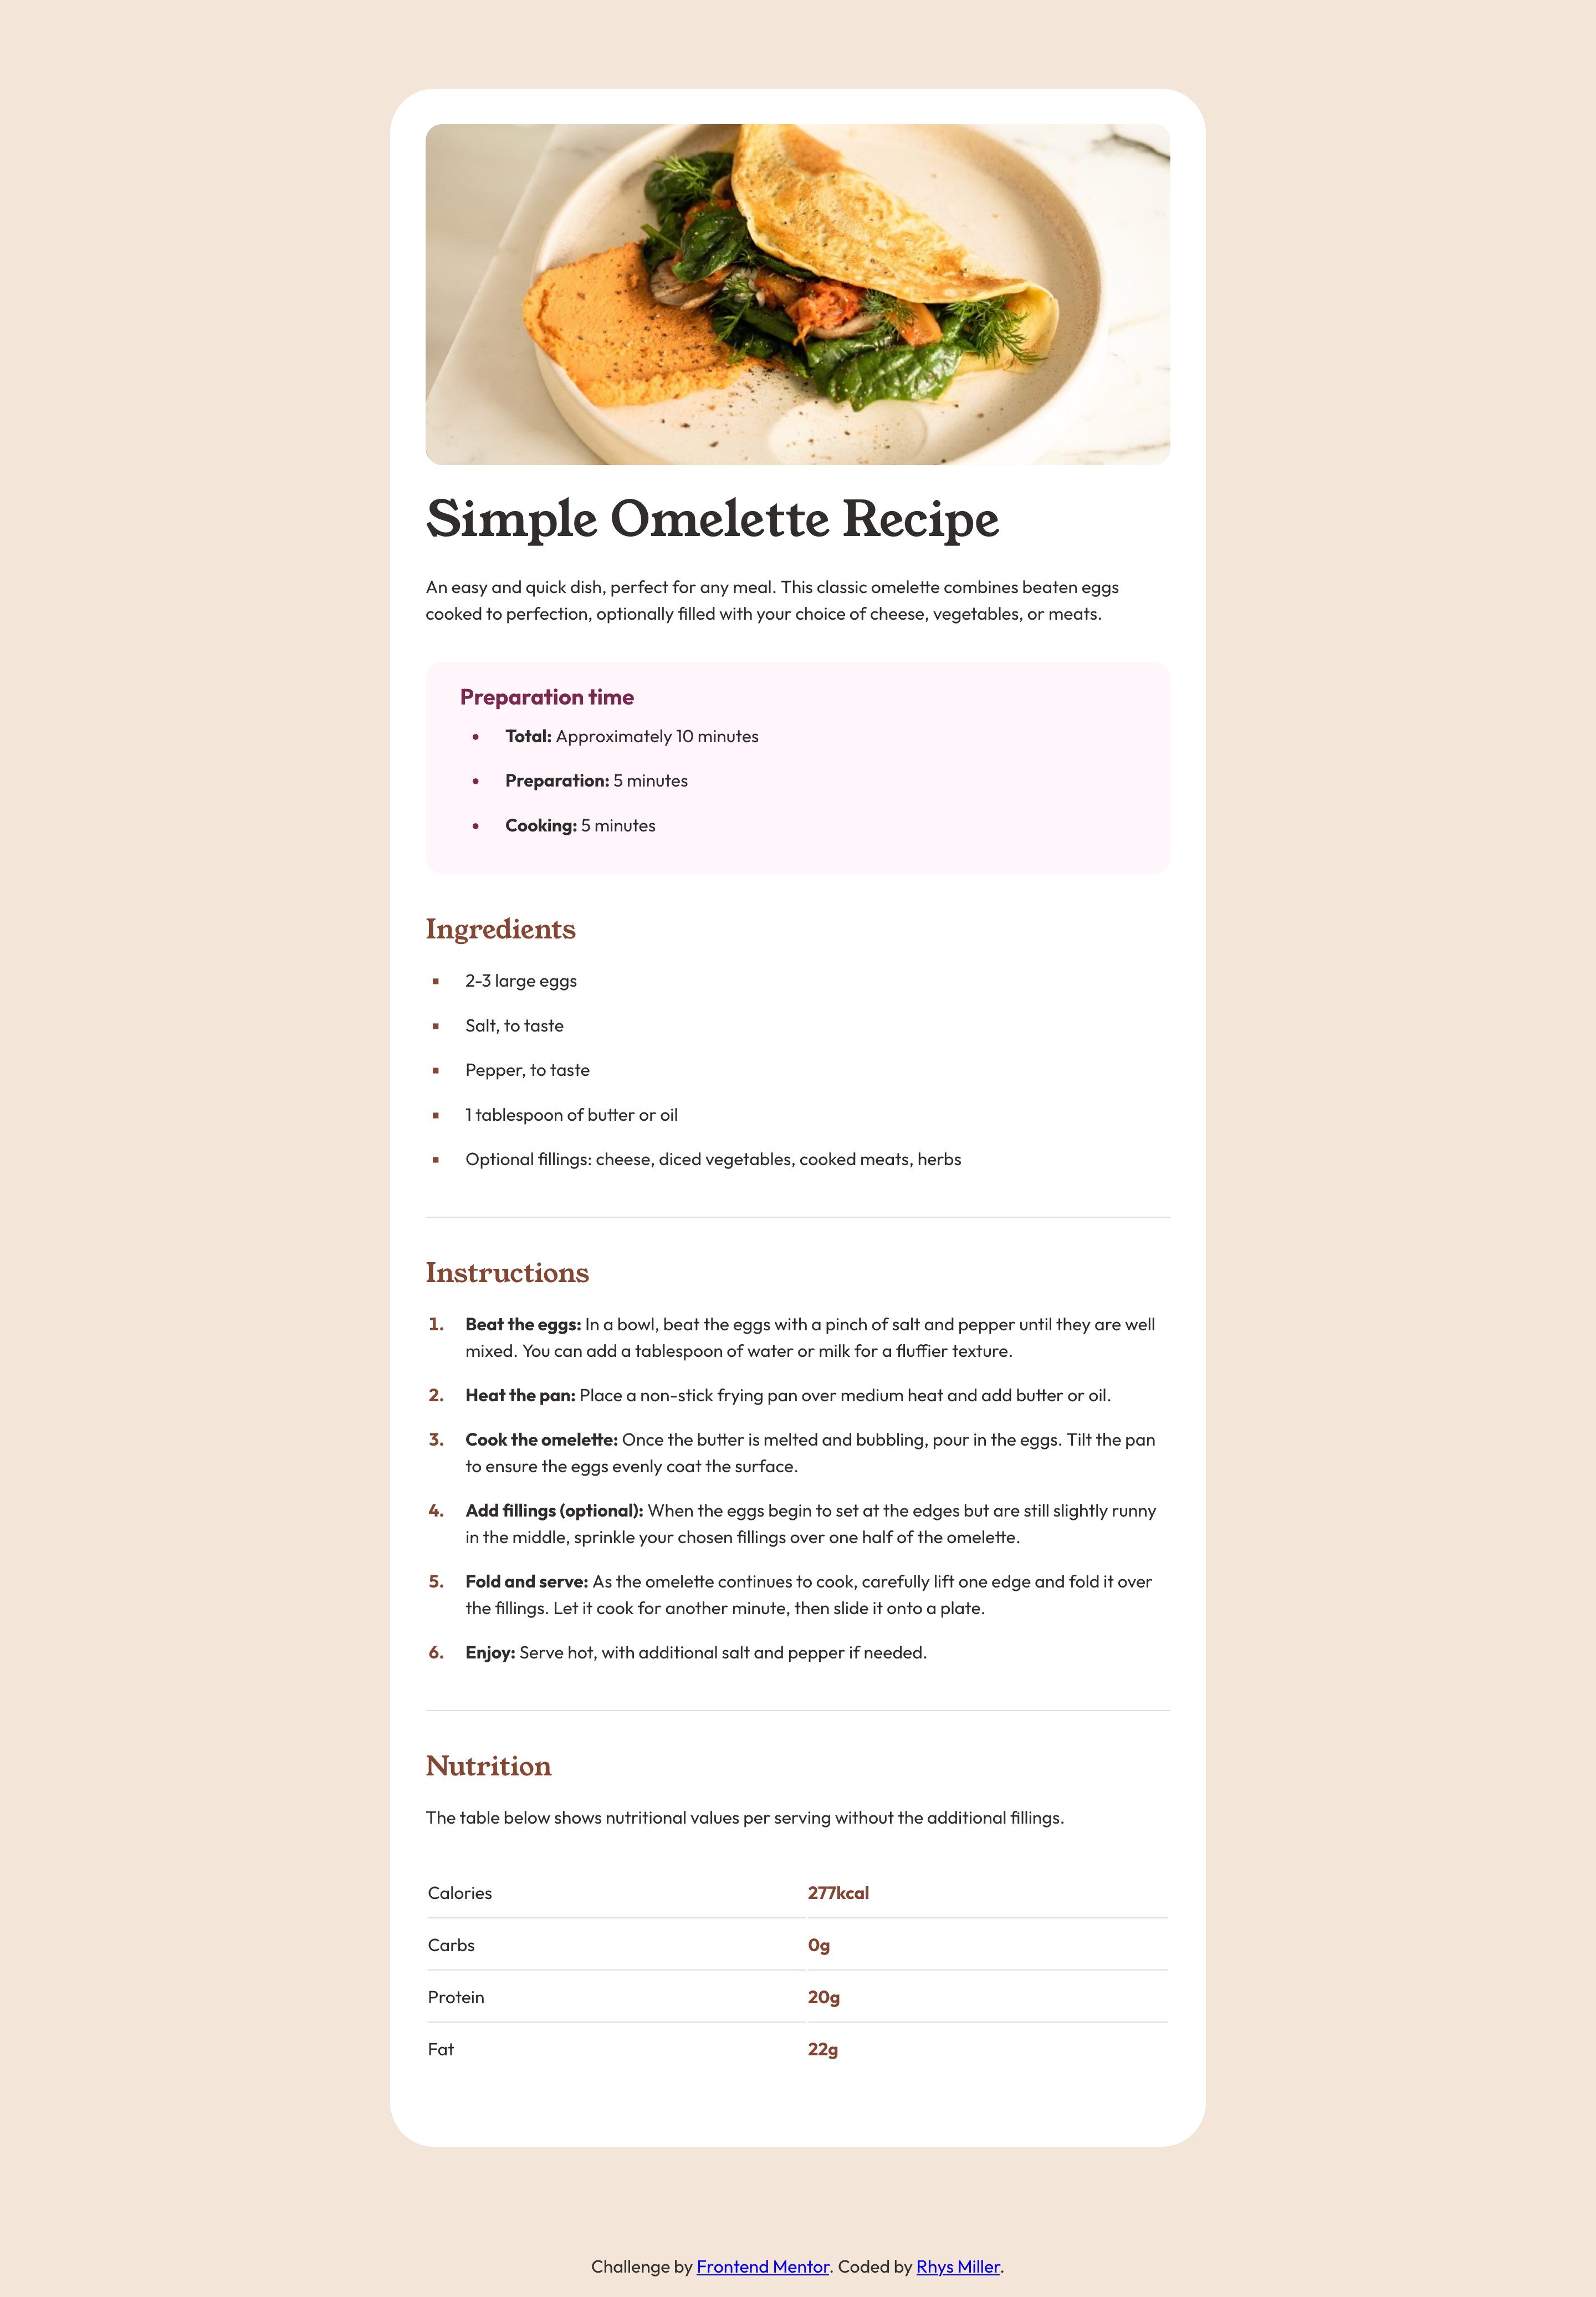 Simple Omelette Recipe
An easy and quick dish, perfect for any meal. This classic omelette combines beaten eggs
cooked to perfection, optionally filled with your choice of cheese, vegetables, or meats.
Preparation time
• Total: Approximately 10 minutes
• Preparation: 5 minutes
• Cooking: 5 minutes
Ingredients
▪ 2-3 large eggs
▪ Salt, to taste
▪ Pepper, to taste
▪ 1 tablespoon of butter or oil
▪ Optional fillings: cheese, diced vegetables, cooked meats, herbs
Instructions
1. Beat the eggs: In a bowl, beat the eggs with a pinch of salt and pepper until they are well
mixed. You can add a tablespoon of water or milk for a fluffier texture.
2. Heat the pan: Place a non-stick frying pan over medium heat and add butter or oil.
3. Cook the omelette: Once the butter is melted and bubbling, pour in the eggs. Tilt the pan
to ensure the eggs evenly coat the surface.
4. Add fillings (optional): When the eggs begin to set at the edges but are still slightly runny
in the middle, sprinkle your chosen fillings over one half of the omelette.
5. Fold and serve: As the omelette continues to cook, carefully lift one edge and fold it over
the fillings. Let it cook for another minute, then slide it onto a plate.
6. Enjoy: Serve hot, with additional salt and pepper if needed.
Nutrition
The table below shows nutritional values per serving without the additional fillings.
Calories 277kcal
Carbs 0g
Protein 20g
Fat 22g
Challenge by Frontend Mentor. Coded by Rhys Miller.